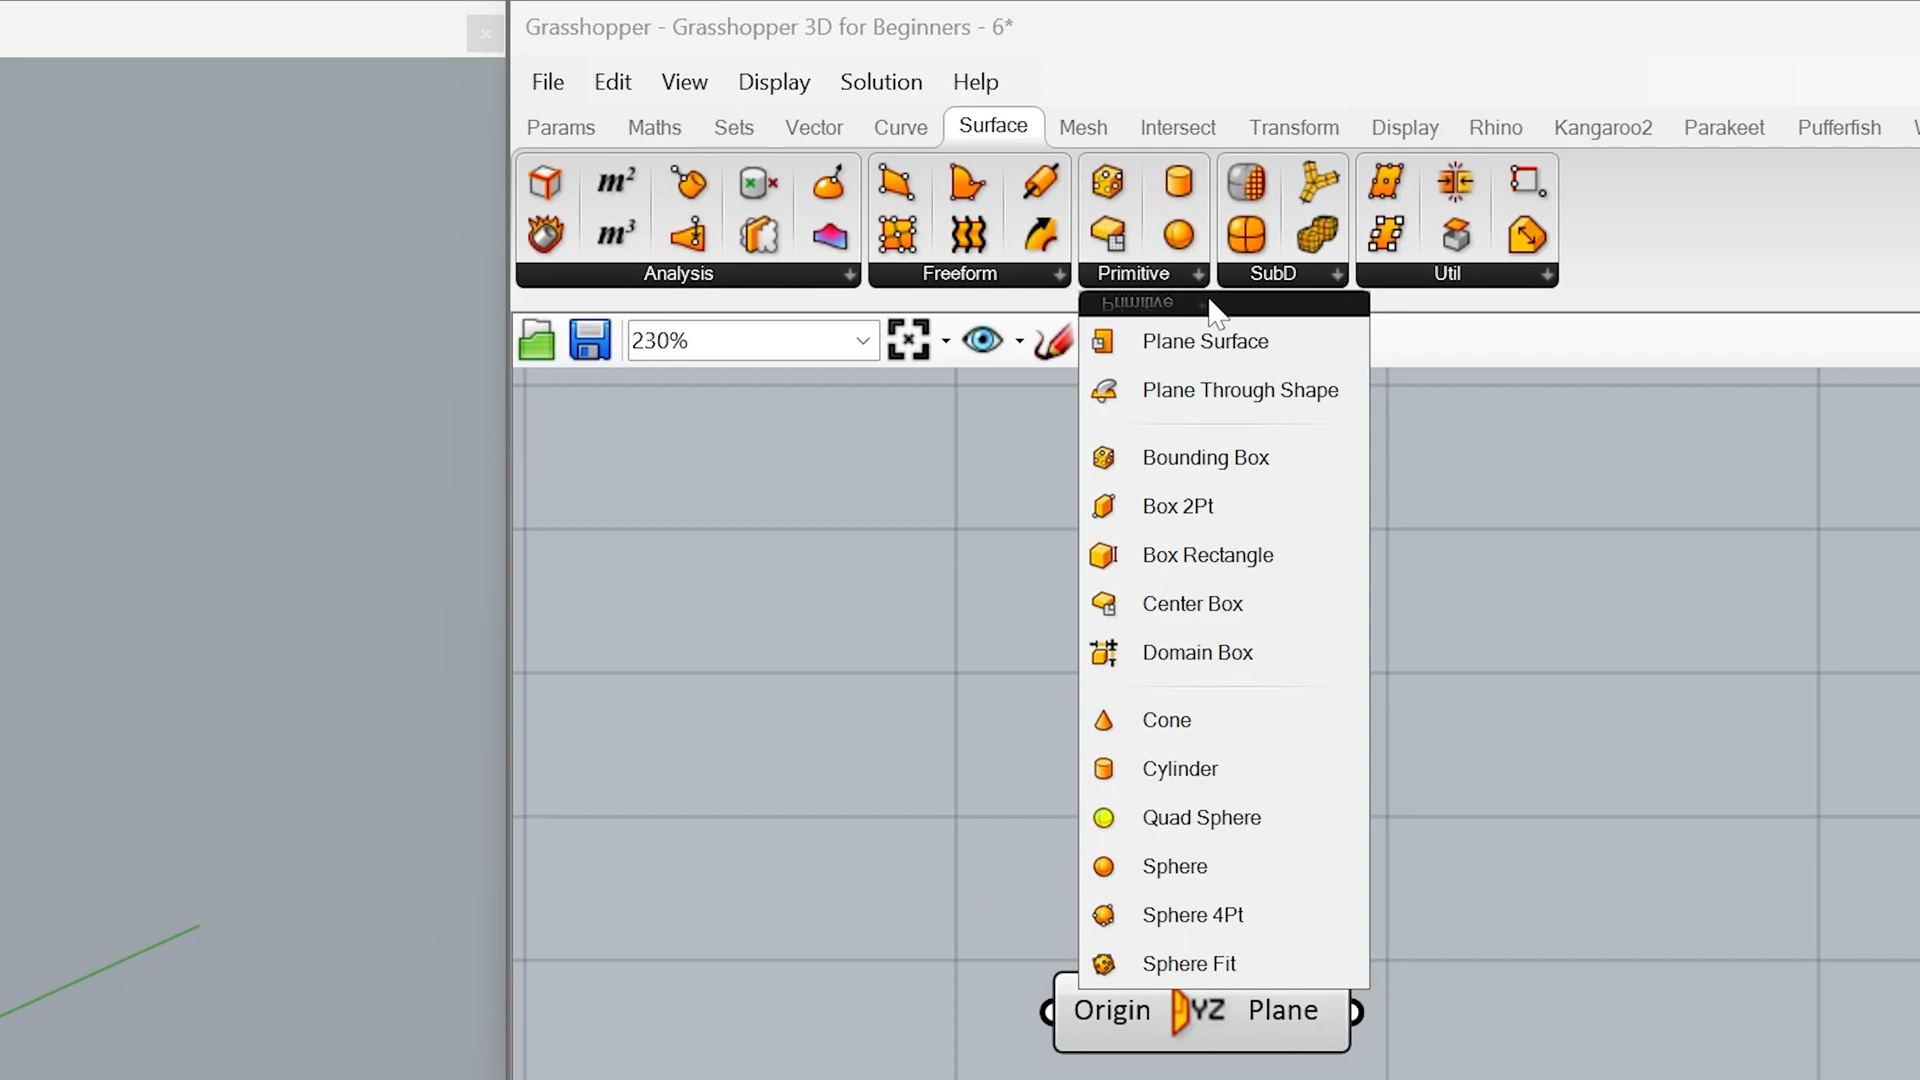 Grasshopper - Grasshopper 3D for Beginners - 6*
File Edit View Display Solution Help
Params Maths Sets Vector Curve Surface Mesh Intersect Transform Display Rhino Kangaroo2 Parakeet Pufferfish
m²
m³
Analysis Freeform Primitive SubD Util
Primitive
230%
Plane Surface
Plane Through Shape
Bounding Box
Box 2Pt
Box Rectangle
Center Box
Domain Box
Cone
Cylinder
Quad Sphere
Sphere
Sphere 4Pt
Sphere Fit
Origin YZ Plane